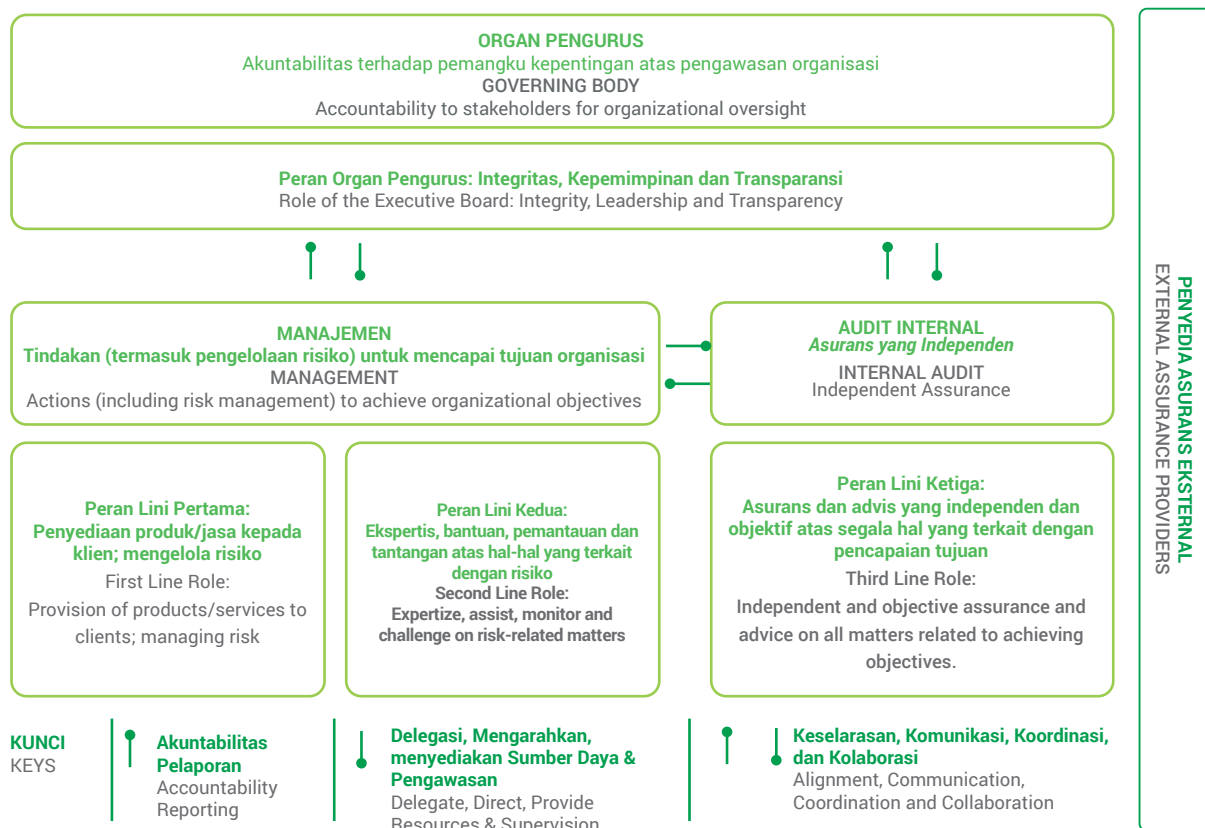 ORGAN PENGURUS
Akuntabilitas terhadap pemangku kepentingan atas pengawasan organisasi
GOVERNING BODY
Accountability to stakeholders for organizational oversight
Peran Organ Pengurus: Integritas, Kepemimpinan dan Transparansi
Role of the Executive Board: Integrity, Leadership and Transparency
MANAJEMEN
Tindakan (termasuk pengelolaan risiko) untuk mencapai tujuan organisasi
MANAGEMENT
Actions (including risk management) to achieve organizational objectives
AUDIT INTERNAL
Asurans yang Independen
INTERNAL AUDIT
Independent Assurance
Peran Lini Pertama:
Penyediaan produk/jasa kepada
klien; mengelola risiko
First Line Role:
Provision of products/services to
clients; managing risk
Peran Lini Kedua:
Ekspertis, bantuan, pemantauan dan
tantangan atas hal-hal yang terkait
dengan risiko
Second Line Role:
Expertize, assist, monitor and
challenge on risk-related matters
Peran Lini Ketiga:
Asurans dan advis yang independen dan
objektif atas segala hal yang terkait dengan
pencapaian tujuan
Third Line Role:
Independent and objective assurance and
advice on all matters related to achieving
objectives.
PENYEDIA ASURANS EKSTERNAL
EXTERNAL ASSURANCE PROVIDERS
KUNCI
KEYS
Akuntabilitas
Pelaporan
Accountability
Reporting
Delegasi, Mengarahkan,
menyediakan Sumber Daya &
Pengawasan
Delegate, Direct, Provide
Resources & Supervision
Keselarasan, Komunikasi, Koordinasi,
dan Kolaborasi
Alignment, Communication,
Coordination and Collaboration